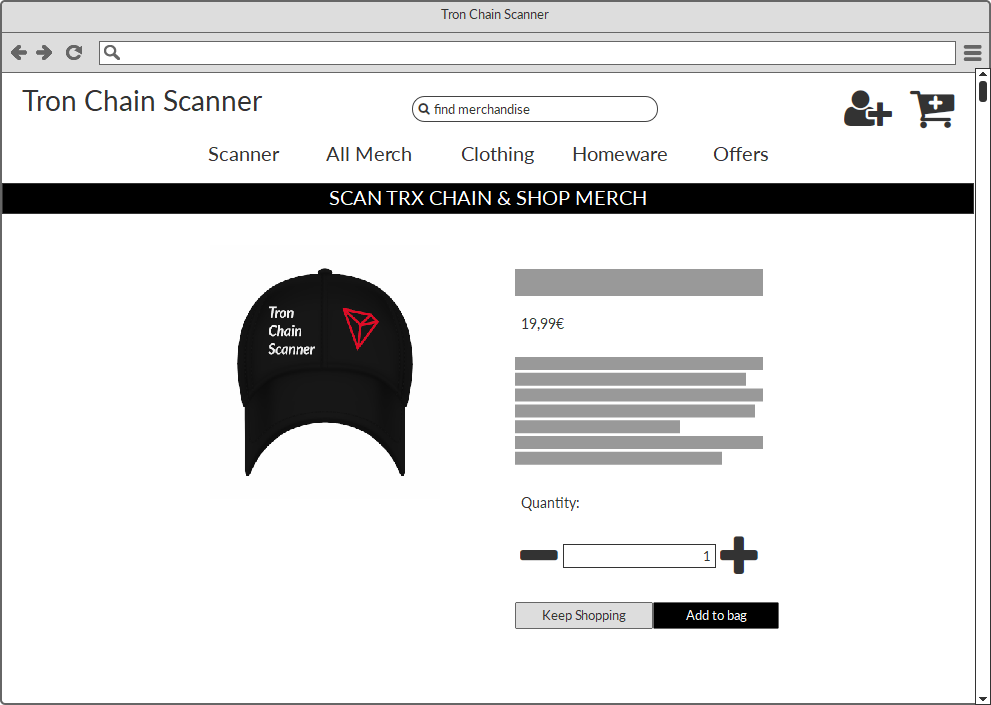 Tron Chain Scanner
Tron Chain Scanner
find merchandise
Scanner All Merch Clothing Homeware Offers
SCAN TRX CHAIN & SHOP MERCH
Tron
Chain
Scanner
19,99€
Quantity:
1
Keep Shopping Add to bag